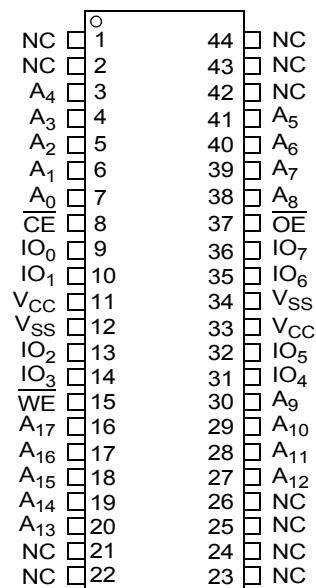 NC 1 44 NC
NC 2 43 NC
A4 3 42 NC
A3 4 41 A5
A2 5 40 A6
A1 6 39 A7
A0 7 38 A8
C̅E̅ 8 37 O̅E̅
IO0 9 36 IO7
IO1 10 35 IO6
VCC 11 34 VSS
VSS 12 33 VCC
IO2 13 32 IO5
IO3 14 31 IO4
W̅E̅ 15 30 A9
A17 16 29 A10
A16 17 28 A11
A15 18 27 A12
A14 19 26 NC
A13 20 25 NC
NC 21 24 NC
NC 22 23 NC